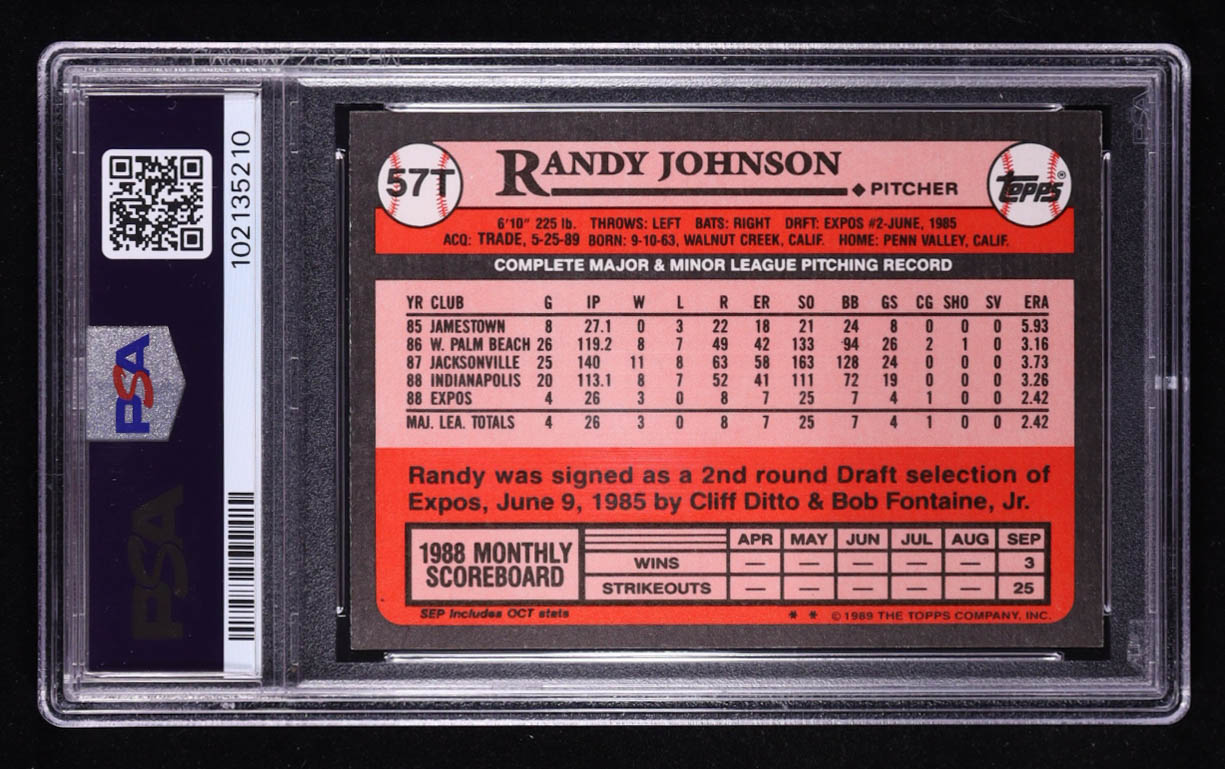 57T
RANDY JOHNSON
◆ PITCHER
TOPPS®
6'10" 225 lb. THROWS: LEFT BATS: RIGHT DRFT: EXPOS #2-JUNE, 1985
ACQ: TRADE, 5-25-89 BORN: 9-10-63, WALNUT CREEK, CALIF. HOME: PENN VALLEY, CALIF.
COMPLETE MAJOR & MINOR LEAGUE PITCHING RECORD
YR CLUB G IP W L R ER SO BB GS CG SHO SV ERA
85 JAMESTOWN 8 27.1 0 3 22 18 21 24 8 0 0 0 5.93
86 W. PALM BEACH 26 119.2 8 7 49 42 133 94 26 2 1 0 3.16
87 JACKSONVILLE 25 140 11 8 63 58 163 128 24 0 0 0 3.73
88 INDIANAPOLIS 20 113.1 8 7 52 41 111 72 19 0 0 0 3.26
88 EXPOS 4 26 3 0 8 7 25 7 4 1 0 0 2.42
MAJ. LEA. TOTALS 4 26 3 0 8 7 25 7 4 1 0 0 2.42
Randy was signed as a 2nd round Draft selection of
Expos, June 9, 1985 by Cliff Ditto & Bob Fontaine, Jr.
1988 MONTHLY
SCOREBOARD
APR MAY JUN JUL AUG SEP
WINS — — — — — 3
STRIKEOUTS — — — — — 25
SEP Includes OCT stats
* * ©1989 THE TOPPS COMPANY, INC.
102135210
PSA
PSA